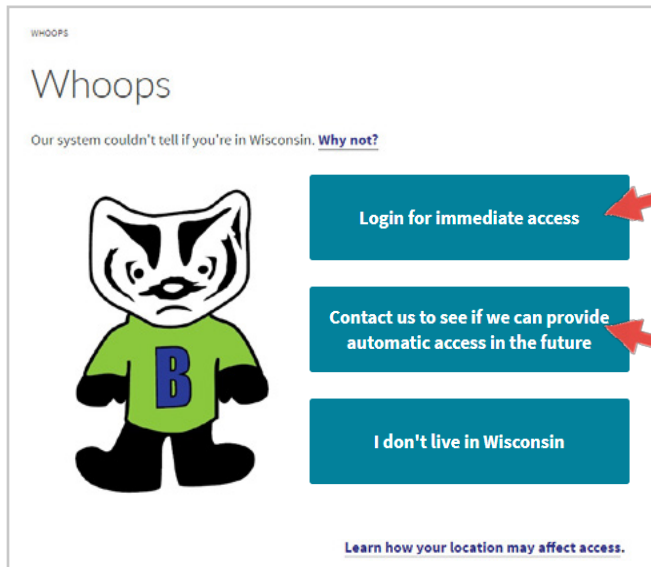 WHOOPS
Whoops
Our system couldn't tell if you're in Wisconsin. Why not?
Login for immediate access
Contact us to see if we can provide
automatic access in the future
B
I don't live in Wisconsin
Learn how your location may affect access.